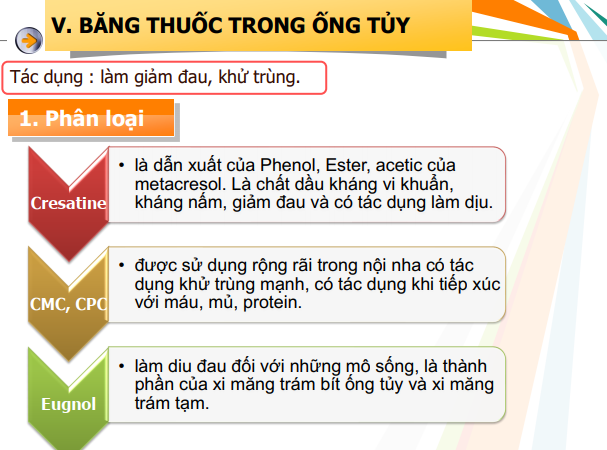 V. BĂNG THUỐC TRONG ỐNG TỦY
Tác dụng : làm giảm đau, khử trùng.
1. Phân loại
Cresatine
• là dẫn xuất của Phenol, Ester, acetic của
metacresol. Là chất dầu kháng vi khuẩn,
kháng nấm, giảm đau và có tác dụng làm dịu.
CMC, CPC
• được sử dụng rộng rãi trong nội nha có tác
dụng khử trùng mạnh, có tác dụng khi tiếp xúc
với máu, mủ, protein.
Eugnol
• làm diu đau đối với những mô sống, là thành
phần của xi măng trám bít ống tủy và xi măng
trám tạm.